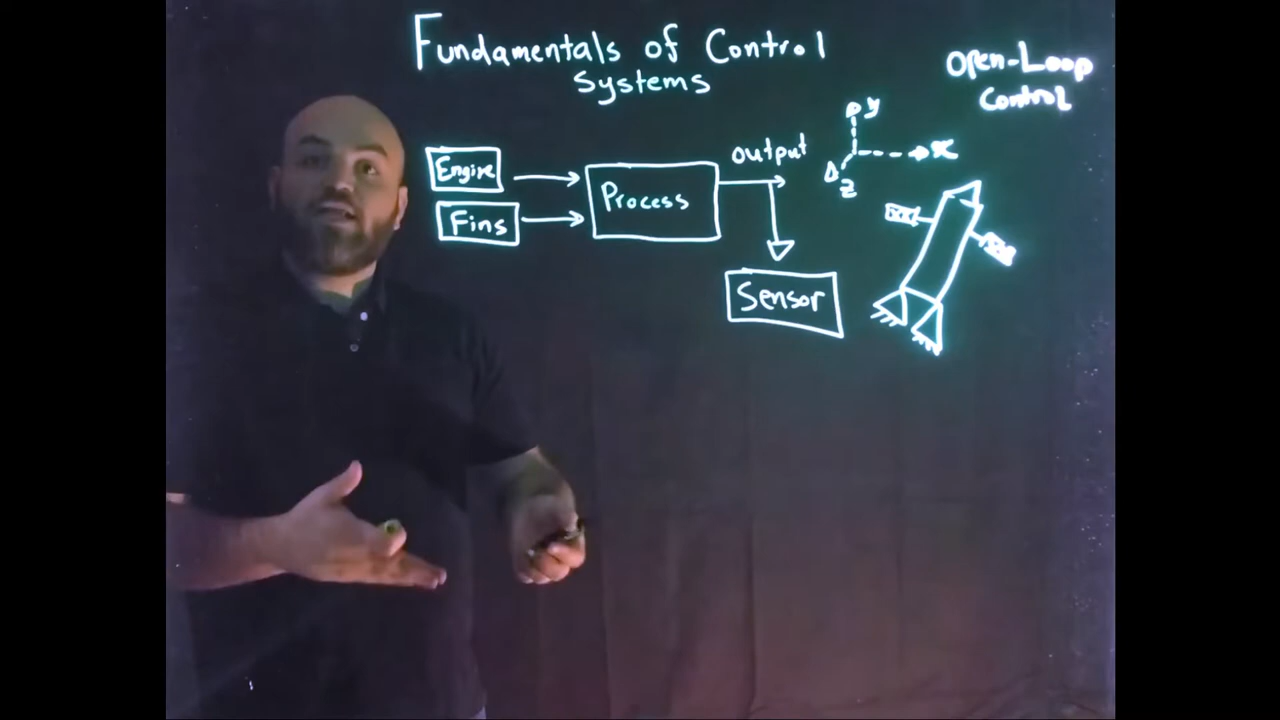 Fundamentals of Control
Systems
Open-Loop
Control
Engine
Fins
Process
output
Sensor
y
x
z